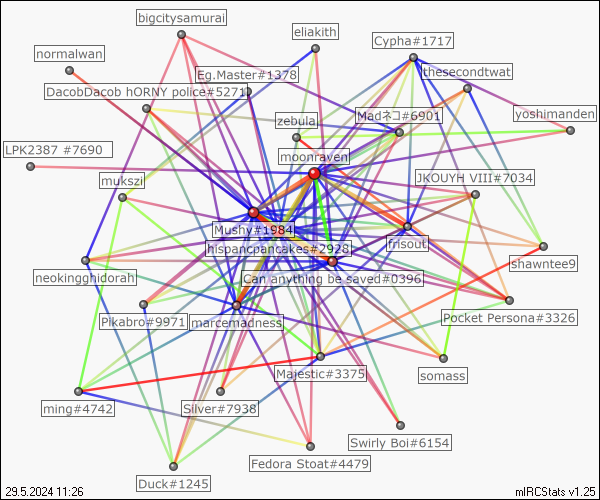 bigcitysamurai
eliakith
Cypha#1717
normalwan
Eg.Master#1378
thesecondtwat
DacobDacob hORNY police#5271
Madネコ#6901
yoshimanden
zebulaj
LPK2387 #7690
moonraven
JKOUYH VIII#7034
mukszi
Mushy#1984
hispancpancakes#2928
frisout
shawntee9
neokingghidorah
Can anything be saved#0396
Pikabro#9971
marcemadness
Pocket Persona#3326
Majestic#3375
somass
ming#4742
Silver#7938
Swirly Boi#6154
Fedora Stoat#4479
Duck#1245
29.5.2024 11:26
mIRCStats v1.25